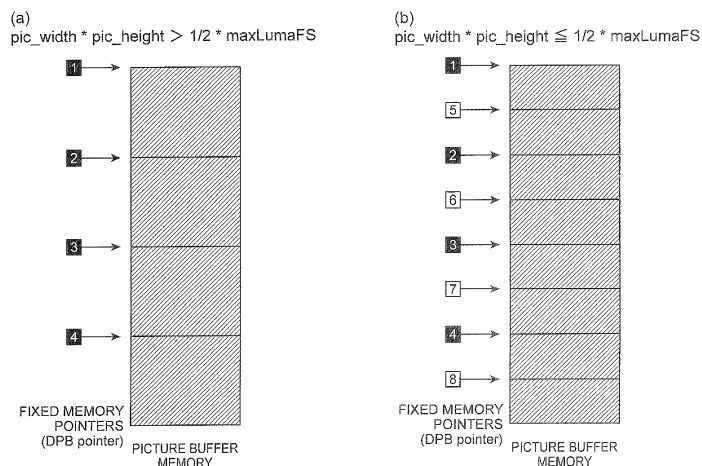 (a)
pic_width * pic_height > 1/2 * maxLumaFS
1
2
3
4
FIXED MEMORY
POINTERS
(DPB pointer)
PICTURE BUFFER
MEMORY
(b)
pic_width * pic_height ≦ 1/2 * maxLumaFS
1
5
2
6
3
7
4
8
FIXED MEMORY
POINTERS
(DPB pointer)
PICTURE BUFFER
MEMORY